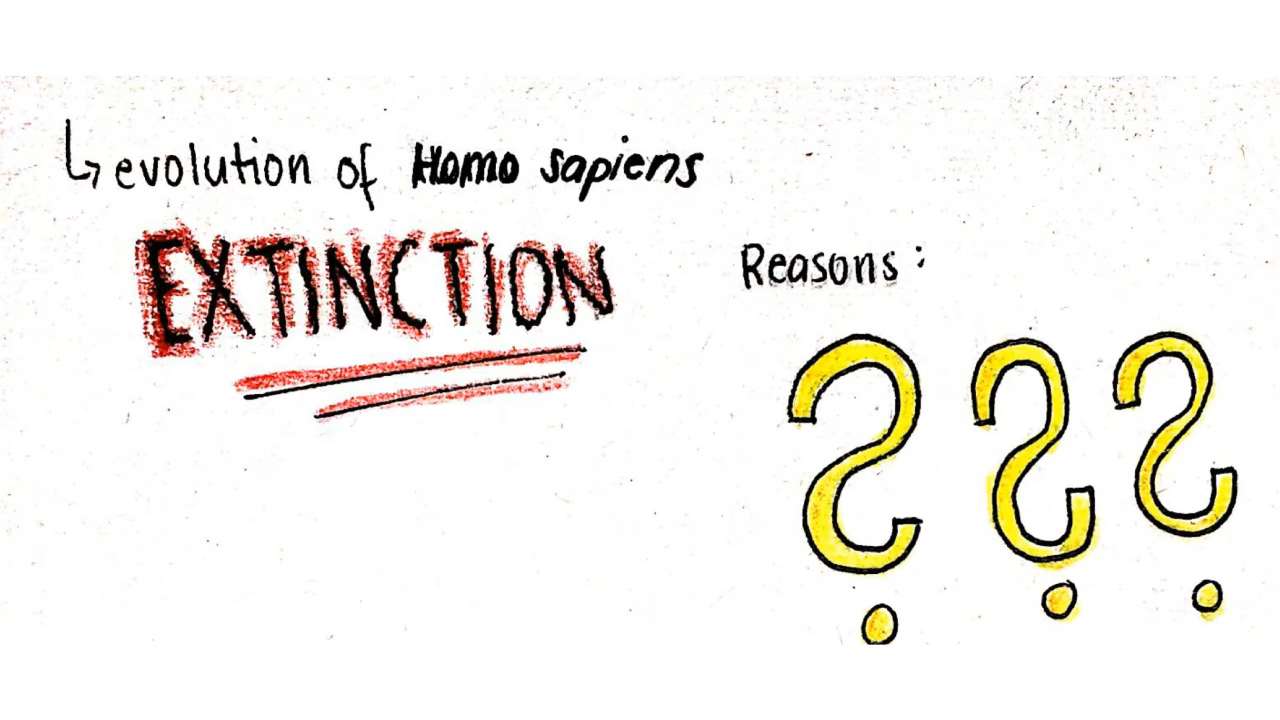 ↳ evolution of Homo sapiens
EXTINCTION
Reasons :
? ? ?